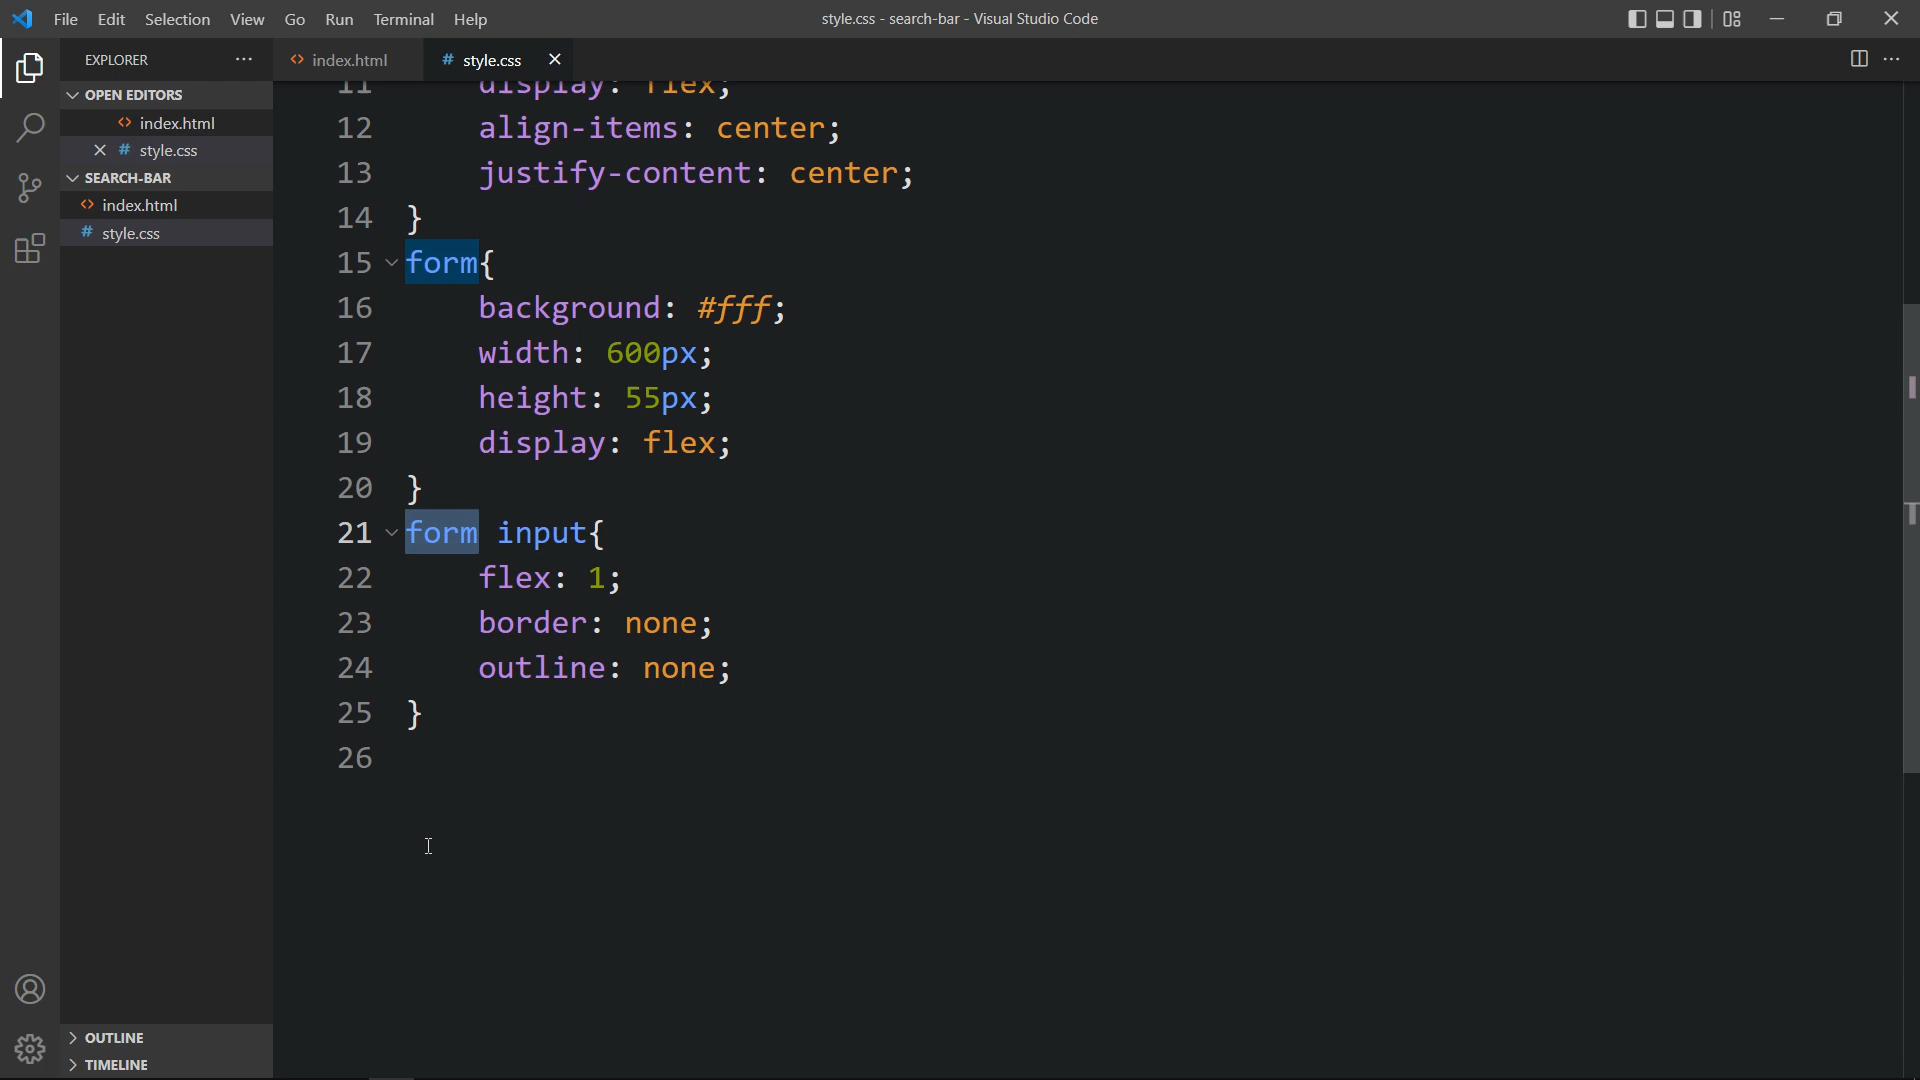 File Edit Selection View Go Run Terminal Help
style.css - search-bar - Visual Studio Code
EXPLORER
index.html
# style.css
OPEN EDITORS
index.html
# style.css
SEARCH-BAR
index.html
# style.css
11 display: flex;
12 align-items: center;
13 justify-content: center;
14 }
15 form{
16 background: #fff;
17 width: 600px;
18 height: 55px;
19 display: flex;
20 }
21 form input{
22 flex: 1;
23 border: none;
24 outline: none;
25 }
26
OUTLINE
TIMELINE